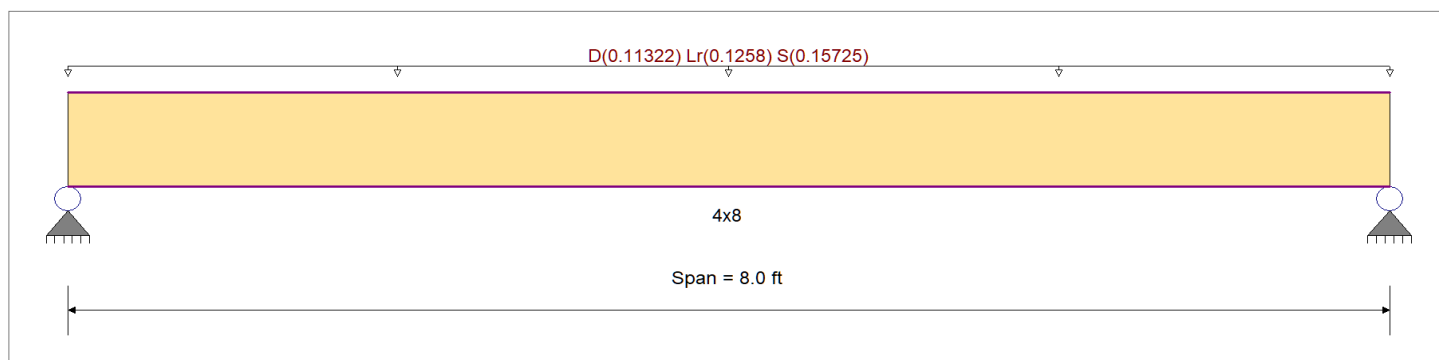 D(0.11322) Lr(0.1258) S(0.15725)
4x8
Span = 8.0 ft